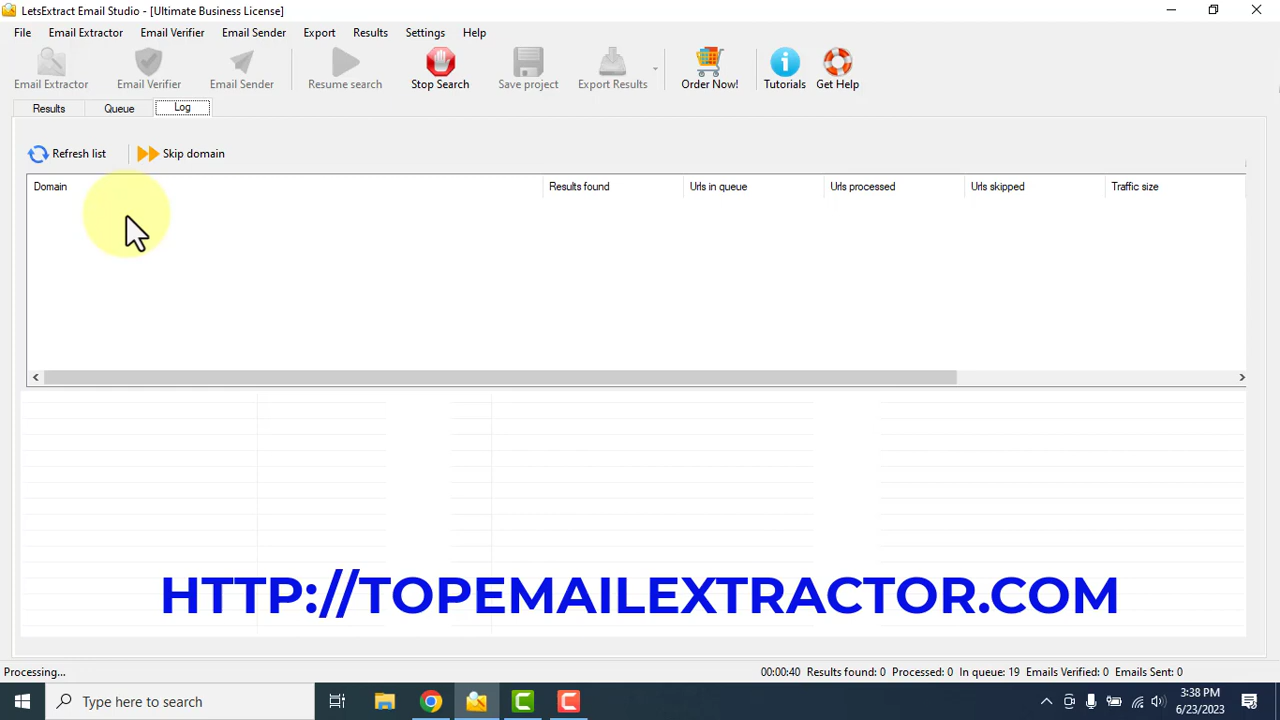 LetsExtract Email Studio - [Ultimate Business License]
File Email Extractor Email Verifier Email Sender Export Results Settings Help
Email Extractor Email Verifier Email Sender Resume search Stop Search Save project Export Results Order Now! Tutorials Get Help
Results Queue Log
Refresh list Skip domain
Domain Results found Urls in queue Urls processed Urls skipped Traffic size
HTTP://TOPEMAILEXTRACTOR.COM
Processing... 00:00:40 Results found: 0 Processed: 0 In queue: 19 Emails Verified: 0 Emails Sent: 0
Type here to search 3:38 PM
6/23/2023